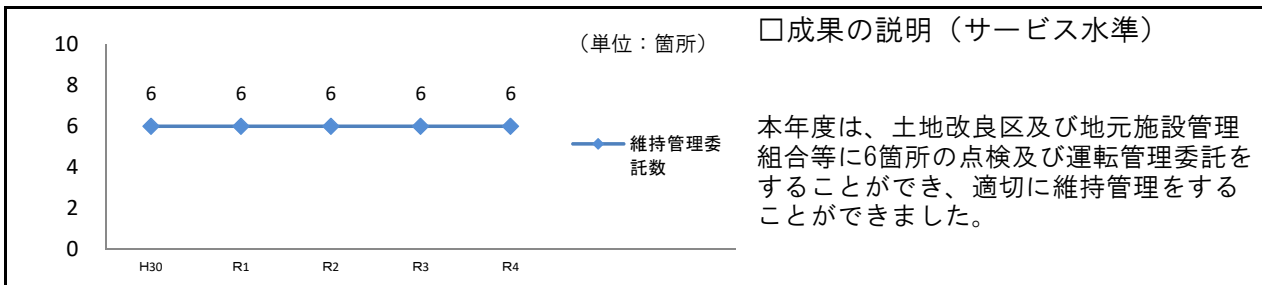 10
8
6
4
2
0
（単位：箇所）
6 6 6 6 6
H30 R1 R2 R3 R4
維持管理委
託数
□成果の説明（サービス水準）
本年度は、土地改良区及び地元施設管理
組合等に6箇所の点検及び運転管理委託を
することができ、適切に維持管理をする
ことができました。